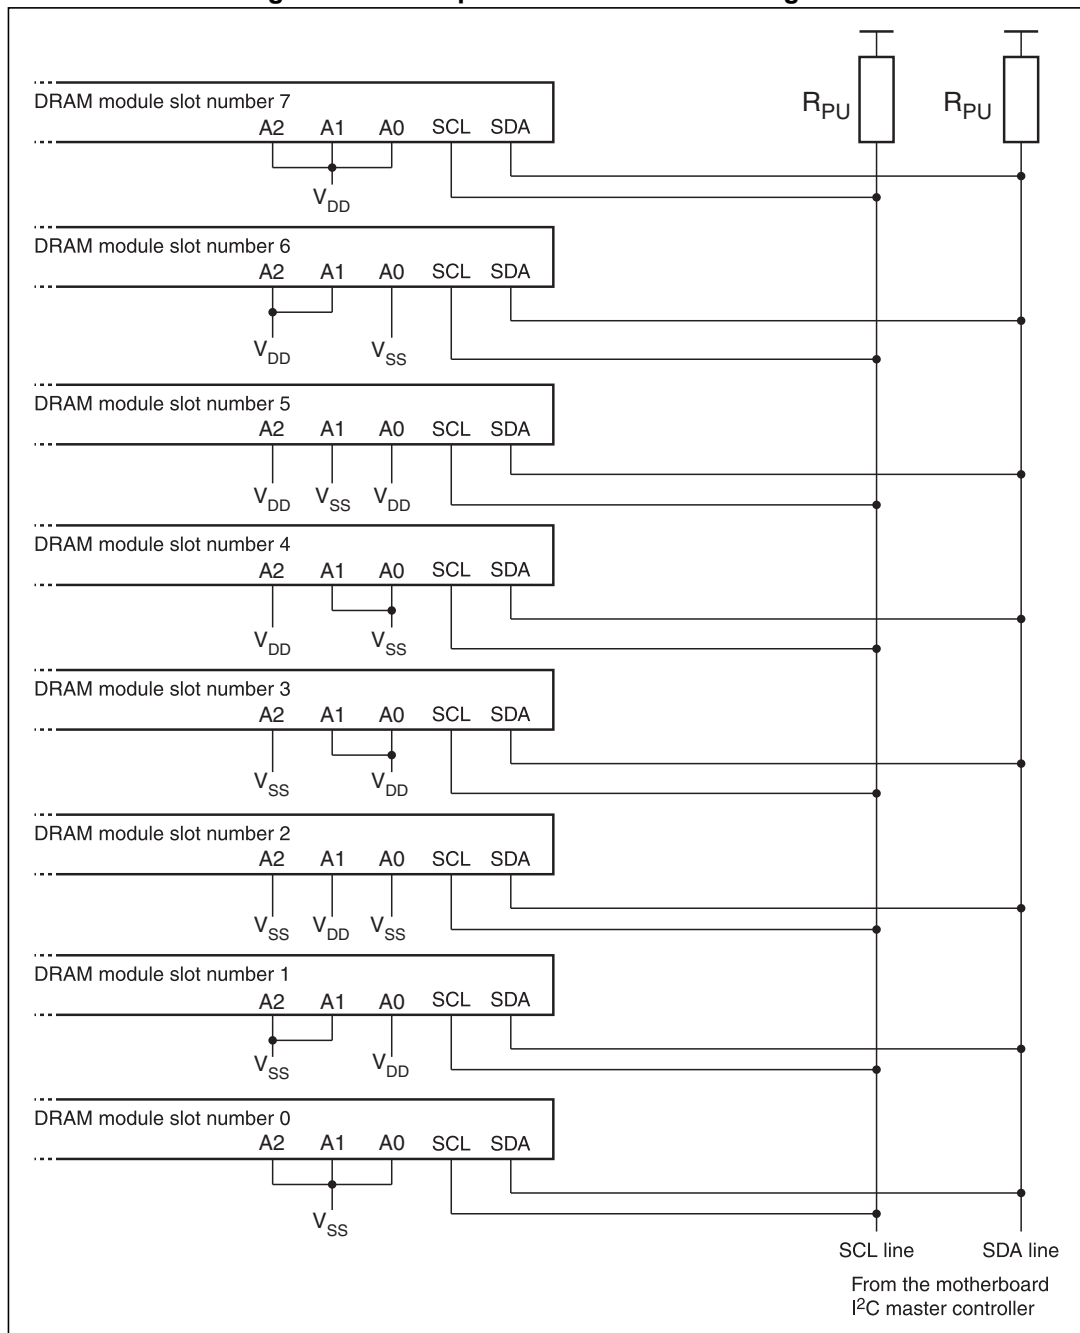 DRAM module slot number 7
A2 A1 A0 SCL SDA
V_DD
R_PU R_PU
DRAM module slot number 6
A2 A1 A0 SCL SDA
V_DD V_SS
DRAM module slot number 5
A2 A1 A0 SCL SDA
V_DD V_SS V_DD
DRAM module slot number 4
A2 A1 A0 SCL SDA
V_DD V_SS
DRAM module slot number 3
A2 A1 A0 SCL SDA
V_SS V_DD
DRAM module slot number 2
A2 A1 A0 SCL SDA
V_SS V_DD V_SS
DRAM module slot number 1
A2 A1 A0 SCL SDA
V_SS V_DD
DRAM module slot number 0
A2 A1 A0 SCL SDA
V_SS
SCL line SDA line
From the motherboard
I²C master controller